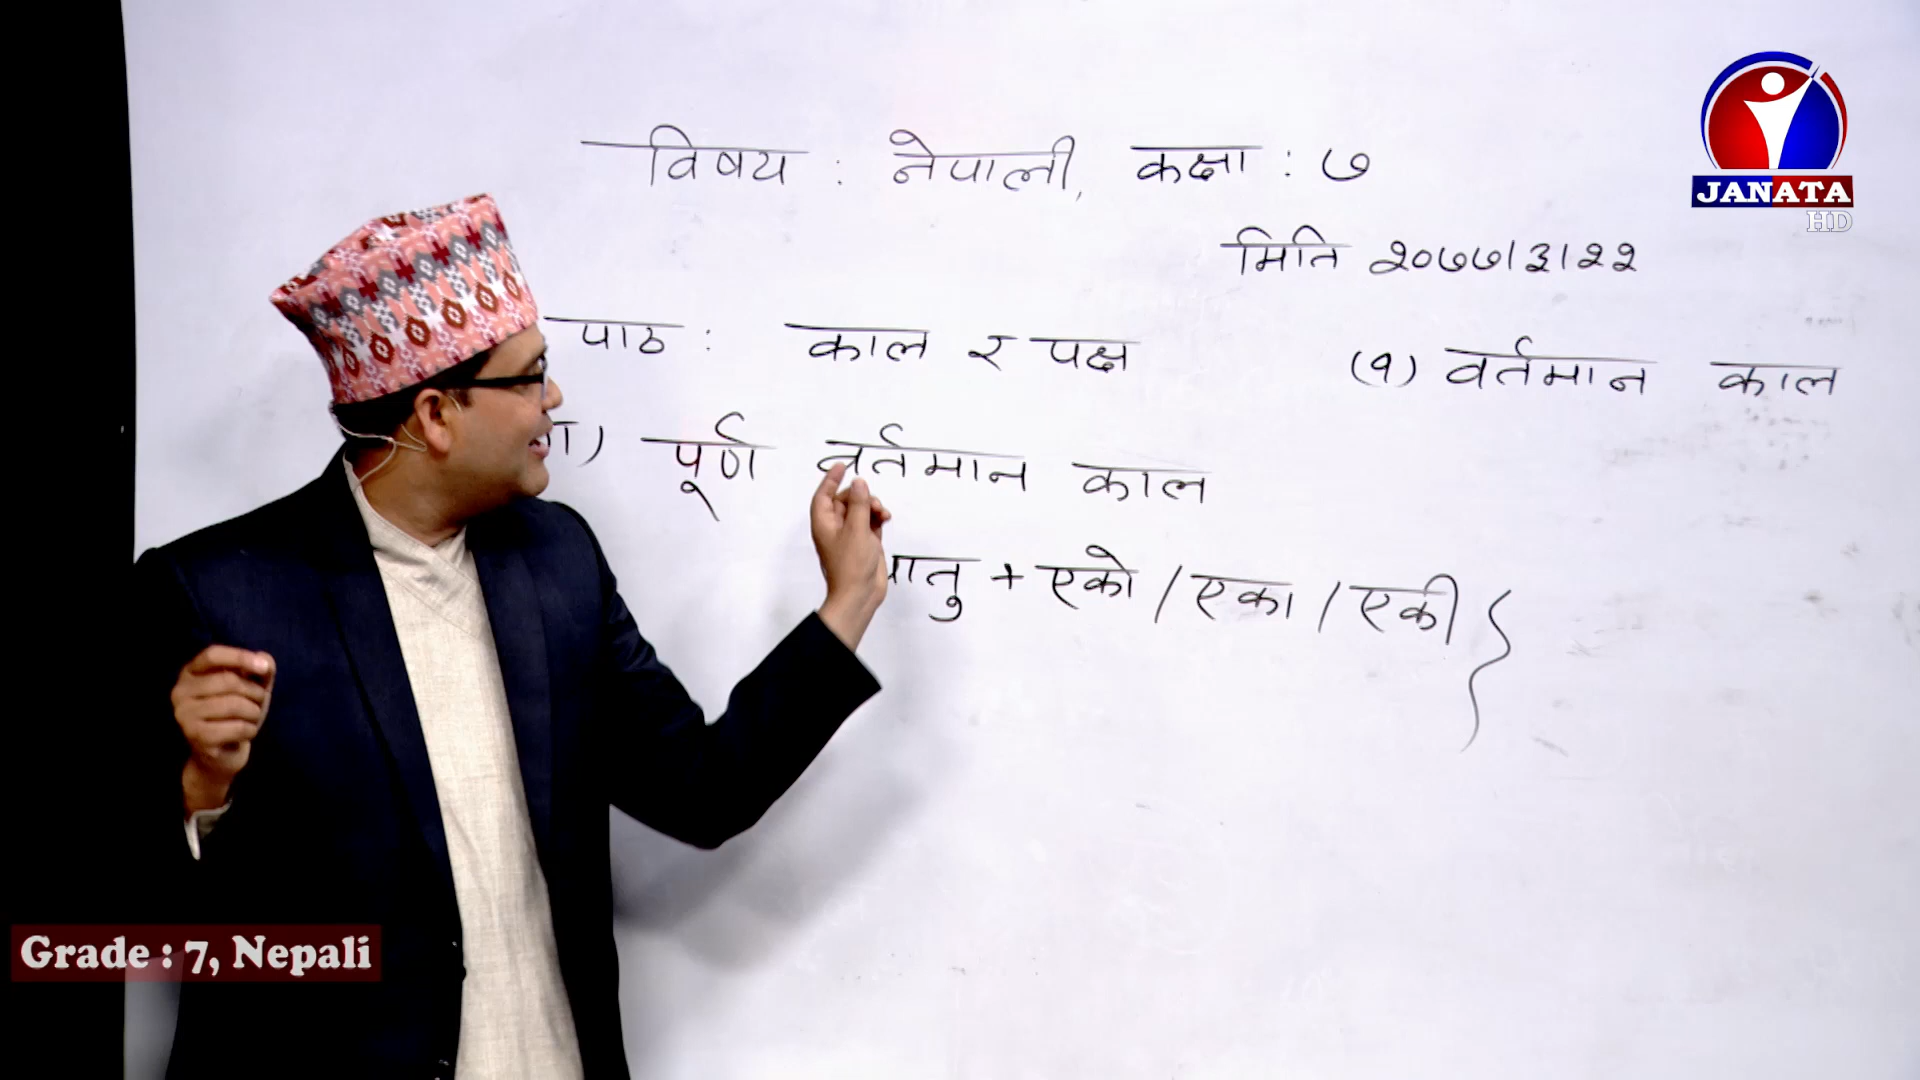 विषय : नेपाली, कक्षा : ७
मिति २०७७।३।२२
पाठ : काल र पक्ष
(१) वर्तमान काल
) पूर्ण वर्तमान काल
+ एको / एका / एकी }
JANATA
HD
Grade : 7, Nepali